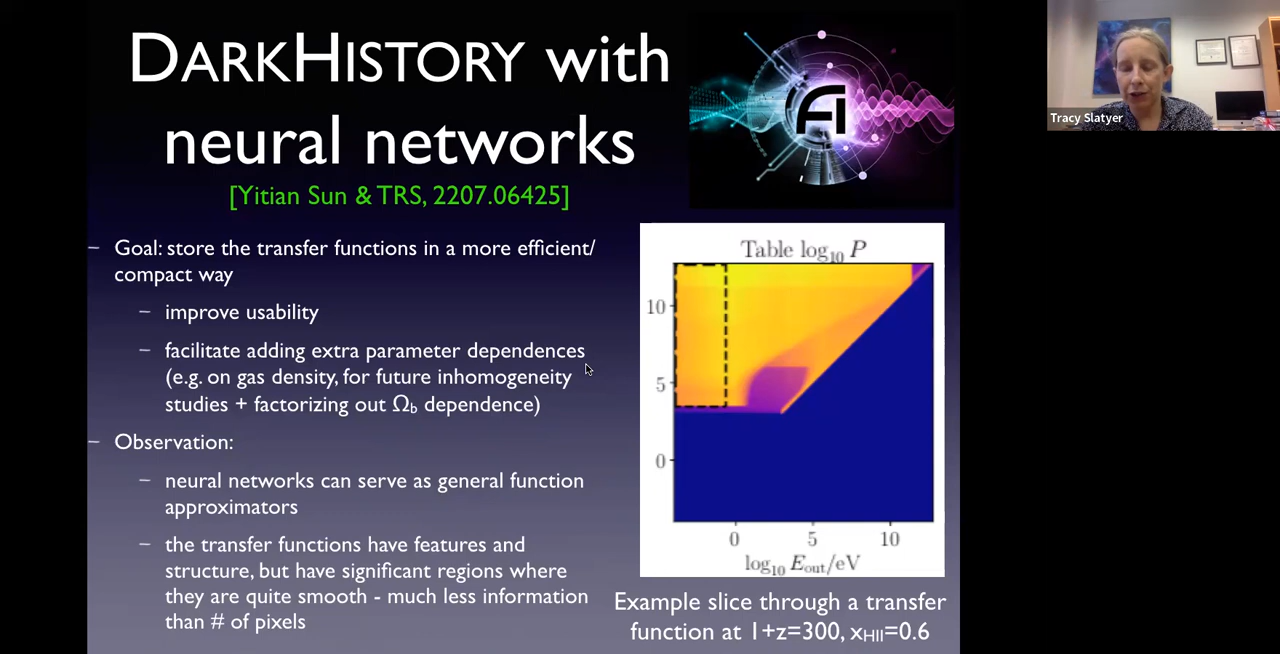 DARKHISTORY with
neural networks
[Yitian Sun & TRS, 2207.06425]
– Goal: store the transfer functions in a more efficient/
compact way
– improve usability
– facilitate adding extra parameter dependences
(e.g. on gas density, for future inhomogeneity
studies + factorizing out Ωb dependence)
– Observation:
– neural networks can serve as general function
approximators
– the transfer functions have features and
structure, but have significant regions where
they are quite smooth - much less information
than # of pixels
FI
Table log₁₀ P
10
5
0
0 5 10
log₁₀ Eout/eV
Example slice through a transfer
function at 1+z=300, xHII=0.6
Tracy Slatyer